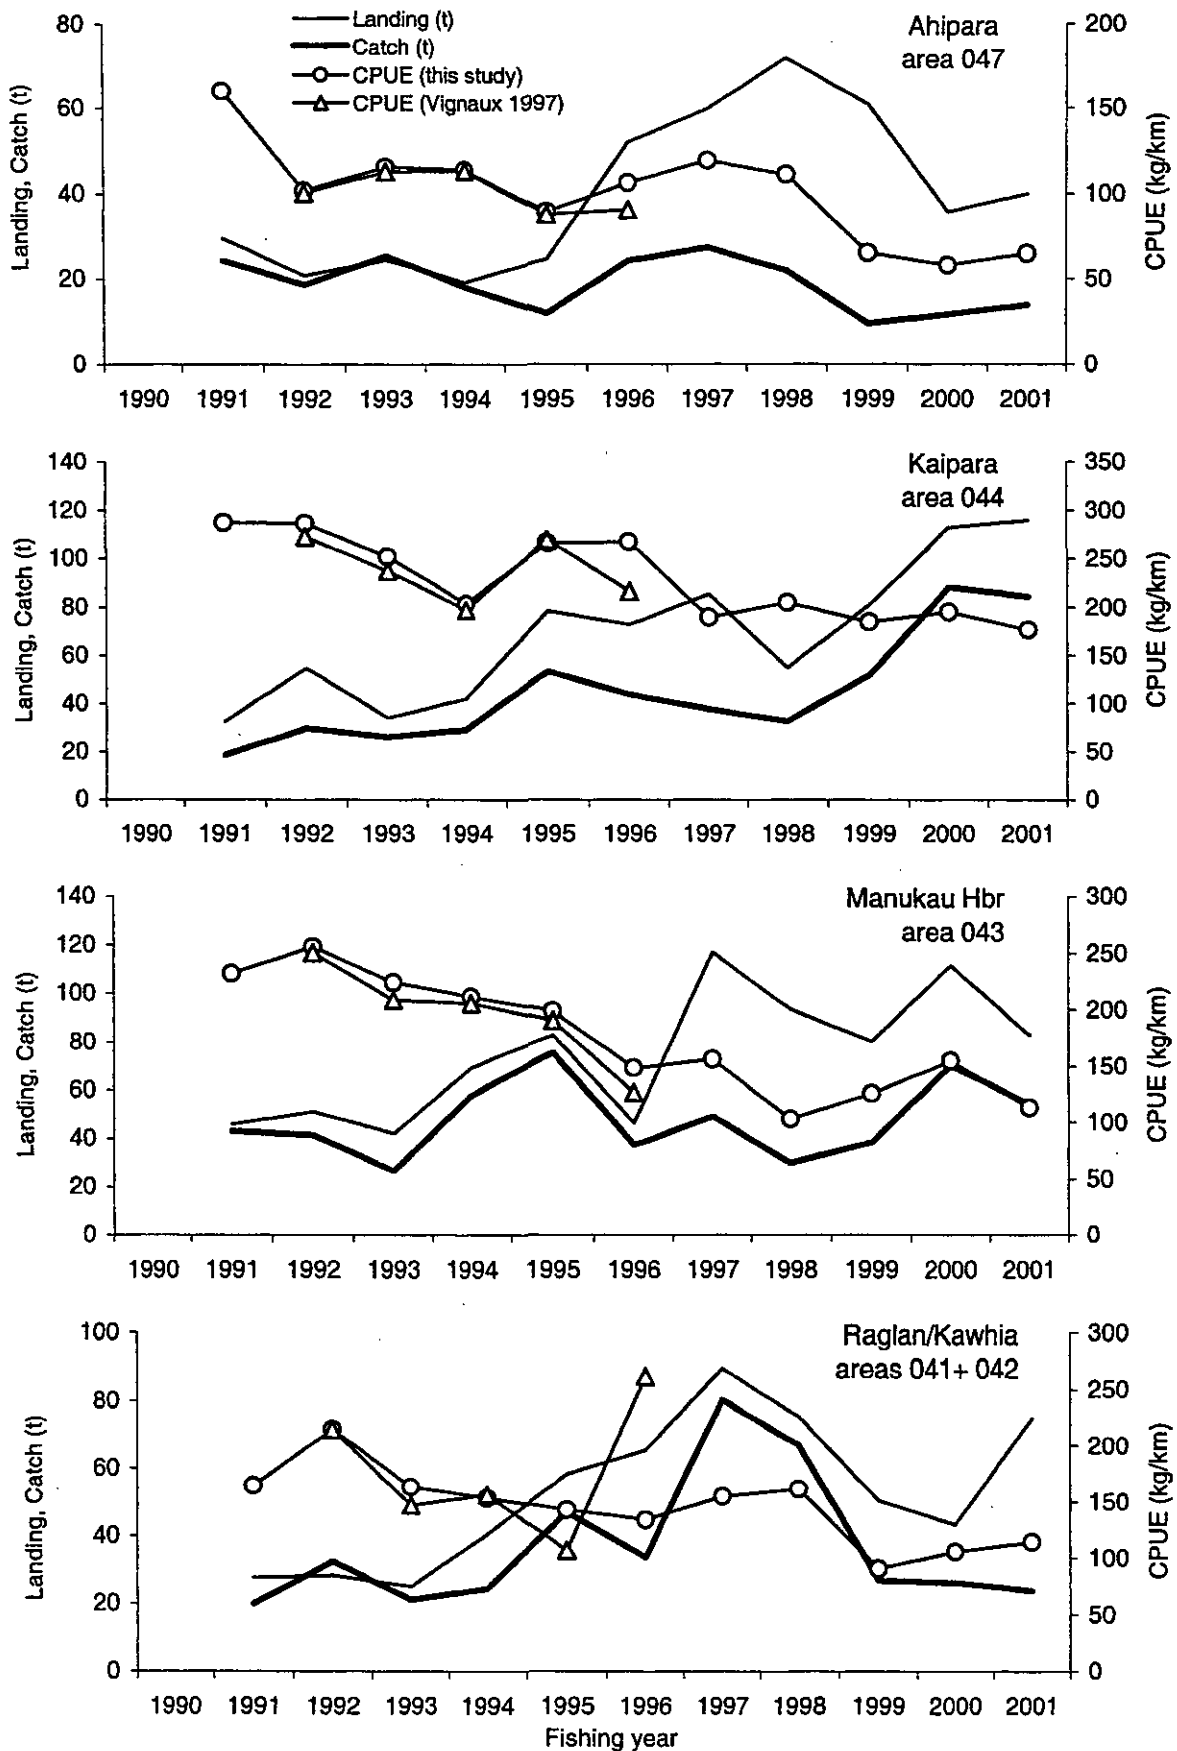 Landing (t)
Catch (t)
CPUE (this study)
CPUE (Vignaux 1997)
Ahipara
area 047
Landing, Catch (t)
80
60
40
20
0
CPUE (kg/km)
200
150
100
50
0
1990 1991 1992 1993 1994 1995 1996 1997 1998 1999 2000 2001
Kaipara
area 044
Landing, Catch (t)
140
120
100
80
60
40
20
0
CPUE (kg/km)
350
300
250
200
150
100
50
0
1990 1991 1992 1993 1994 1995 1996 1997 1998 1999 2000 2001
Manukau Hbr
area 043
Landing, Catch (t)
140
120
100
80
60
40
20
0
CPUE (kg/km)
300
250
200
150
100
50
0
1990 1991 1992 1993 1994 1995 1996 1997 1998 1999 2000 2001
Raglan/Kawhia
areas 041+ 042
Landing, Catch (t)
100
80
60
40
20
0
CPUE (kg/km)
300
250
200
150
100
50
0
1990 1991 1992 1993 1994 1995 1996 1997 1998 1999 2000 2001
Fishing year